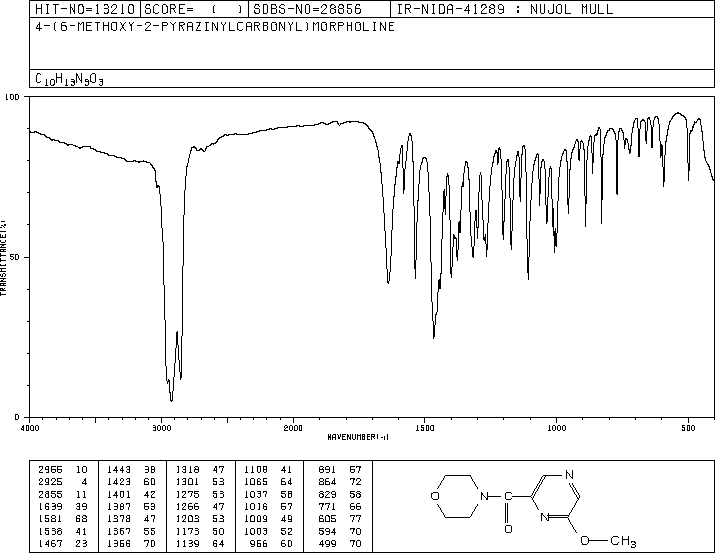 HIT-NO=13210 SCORE= ( ) SDBS-NO=28856 IR-NIDA-41289 : NUJOL MULL
4-(6-METHOXY-2-PYRAZINYLCARBONYL)MORPHOLINE
C10H13N3O3
100
50
0
TRANSMITTANCE(%)
4000 3000 2000 1500 1000 500
WAVENUMBER(-1)
2966 10 1443 38 1318 47 1108 41 891 57
2925 4 1423 60 1301 53 1065 64 864 72
2855 11 1401 42 1275 53 1037 58 829 58
1639 39 1387 53 1266 47 1016 57 771 66
1581 68 1378 47 1203 53 1009 49 605 77
1538 41 1367 55 1173 50 1003 52 594 70
1467 23 1356 70 1139 64 956 60 499 70
N
O N C
N
O
O CH3